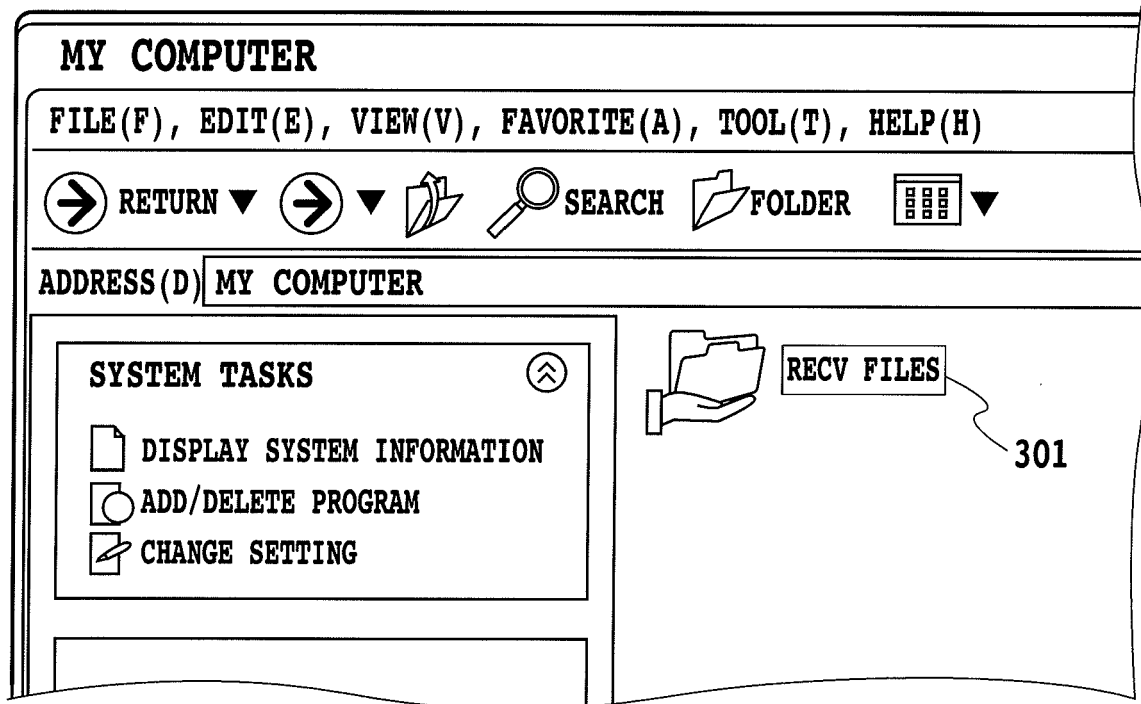 MY COMPUTER
FILE(F), EDIT(E), VIEW(V), FAVORITE(A), TOOL(T), HELP(H)
RETURN ▼ ▼ SEARCH FOLDER ▼
ADDRESS(D) MY COMPUTER
SYSTEM TASKS
RECV FILES
301
DISPLAY SYSTEM INFORMATION
ADD/DELETE PROGRAM
CHANGE SETTING